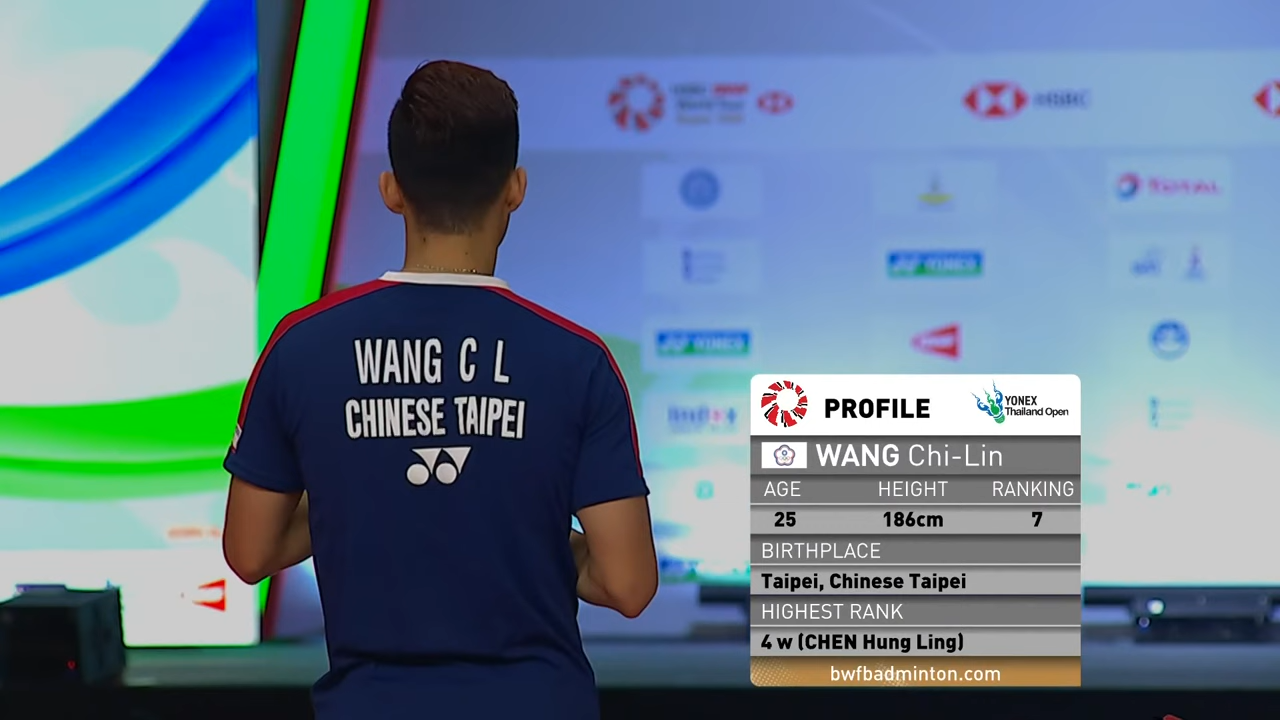 HSBC
TOTAL
YONEX
YONEX
WANG C L
CHINESE TAIPEI
PROFILE
YONEX
Thailand Open
WANG Chi-Lin
AGE HEIGHT RANKING
25 186cm 7
BIRTHPLACE
Taipei, Chinese Taipei
HIGHEST RANK
4 w (CHEN Hung Ling)
bwfbadminton.com